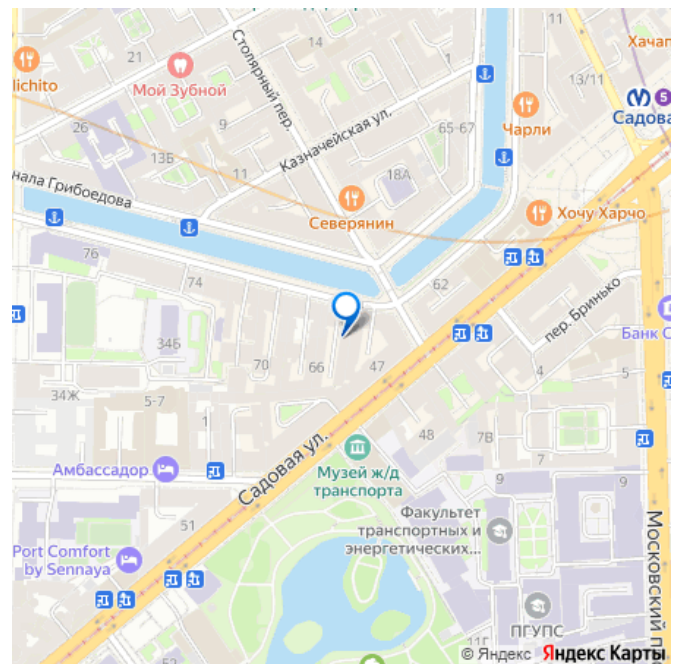 21
14
1
13/11
Хачап
lichito
Мой Зубной
Столярный пер.
Чарли
5
Садова
26
9
65-67
Казначейская ул.
13Б
11
18А
нала Грибоедова
Северянин
Хочу Харчо
76
74
62
пер. Бринько
Банк С
34Б
70
66
47
4
5
34Ж
5-7
1
48
7В
7
9
9
Амбассадор
Садовая ул.
Музей ж/д
транспорта
51
Факультет
транспортных и
энергетических...
Port Comfort
by Sennaya
Московский п
ПГУПС
11Г
© Яндекс Яндекс Карты